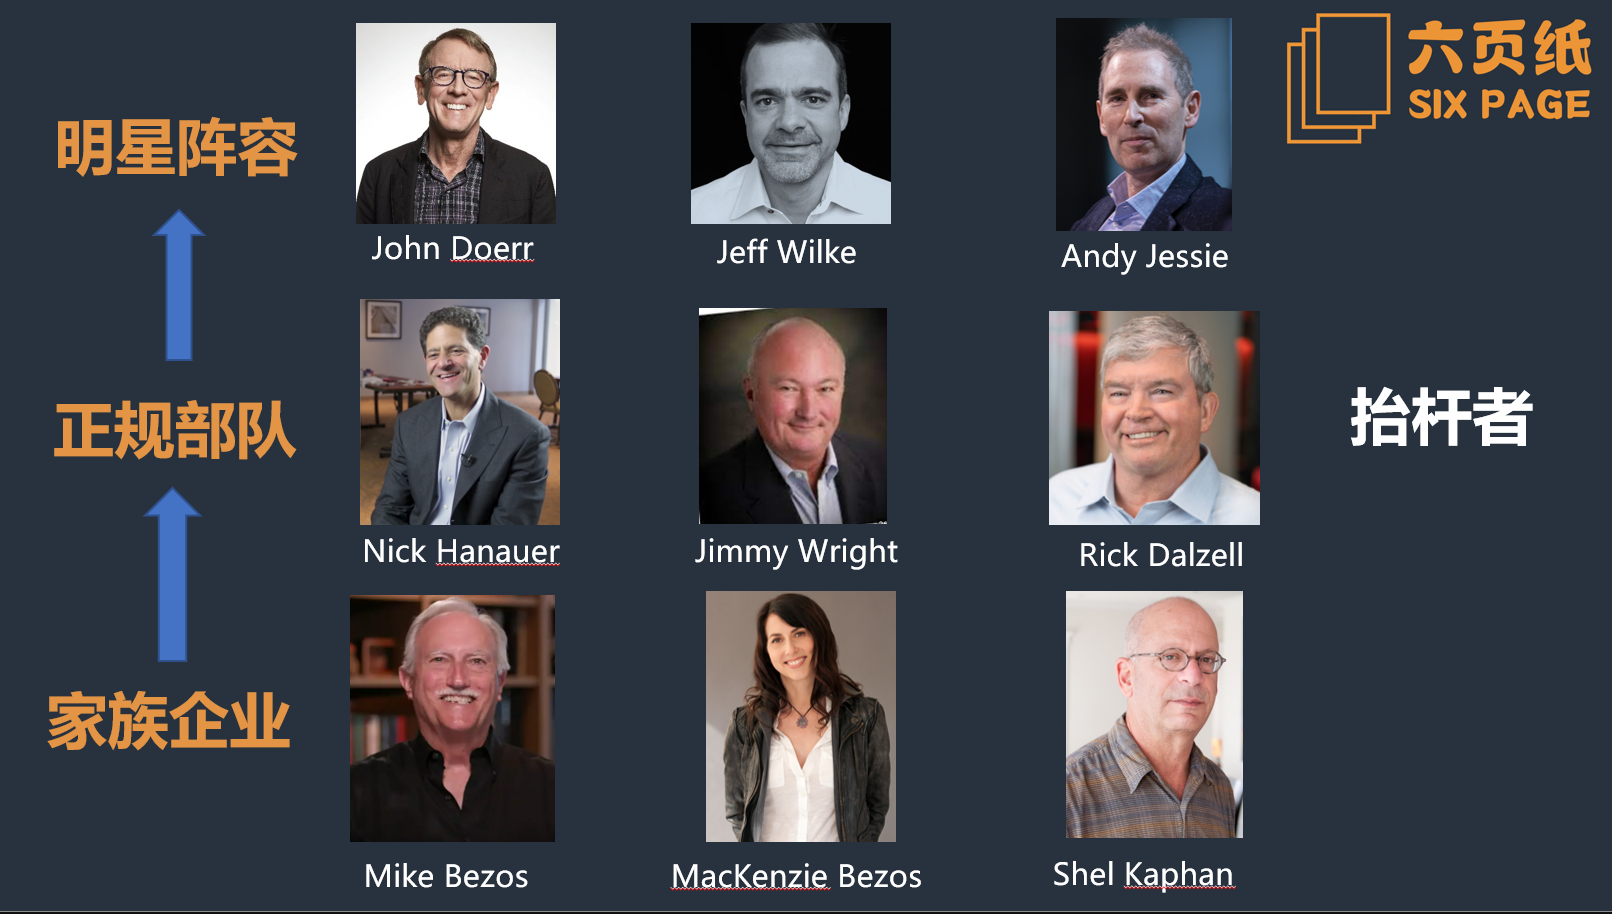 六页纸
SIX PAGE
明星阵容
John Doerr
Jeff Wilke
Andy Jessie
正规部队
抬杆者
Nick Hanauer
Jimmy Wright
Rick Dalzell
家族企业
Mike Bezos
MacKenzie Bezos
Shel Kaphan